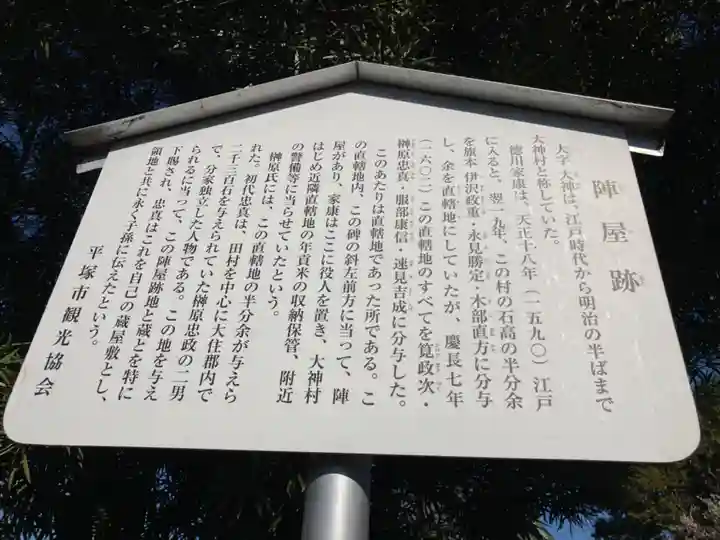 陣屋跡
大字 大神は、江戸時代から明治の半ばまで
大神村と称していた。
徳川家康は、天正十八年(一五九〇)江戸
に入ると、翌一九年、この村の石高の半分余
を旗本 伊沢政重・永見勝定・木部直方に分与
し、余を直轄地にしていたが、慶長七年
(一六〇二)この直轄地のすべてを筧政次・
榊原忠真・服部康信・速見吉成に分与した。
このあたりは直轄地であった所である。こ
の直轄地内、この碑の斜左前方に当って、陣
屋があり、家康はここに役人を置き、大神村
はじめ近隣直轄地の年貢米の収納保管、附近
の警備等に当らせていたという。
榊原氏には、この直轄地の半分余が与えら
れた。初代忠真は、田村を中心に大住郡内で
二千三百石を与えられていた榊原忠政の二男
で、分家独立した人物である。この地を与え
られるに当って、この陣屋跡地と蔵とを特に
下賜され、忠真はこれを自己の蔵屋敷とし、
領地と共に永く子孫に伝えたという。
平塚市観光協会